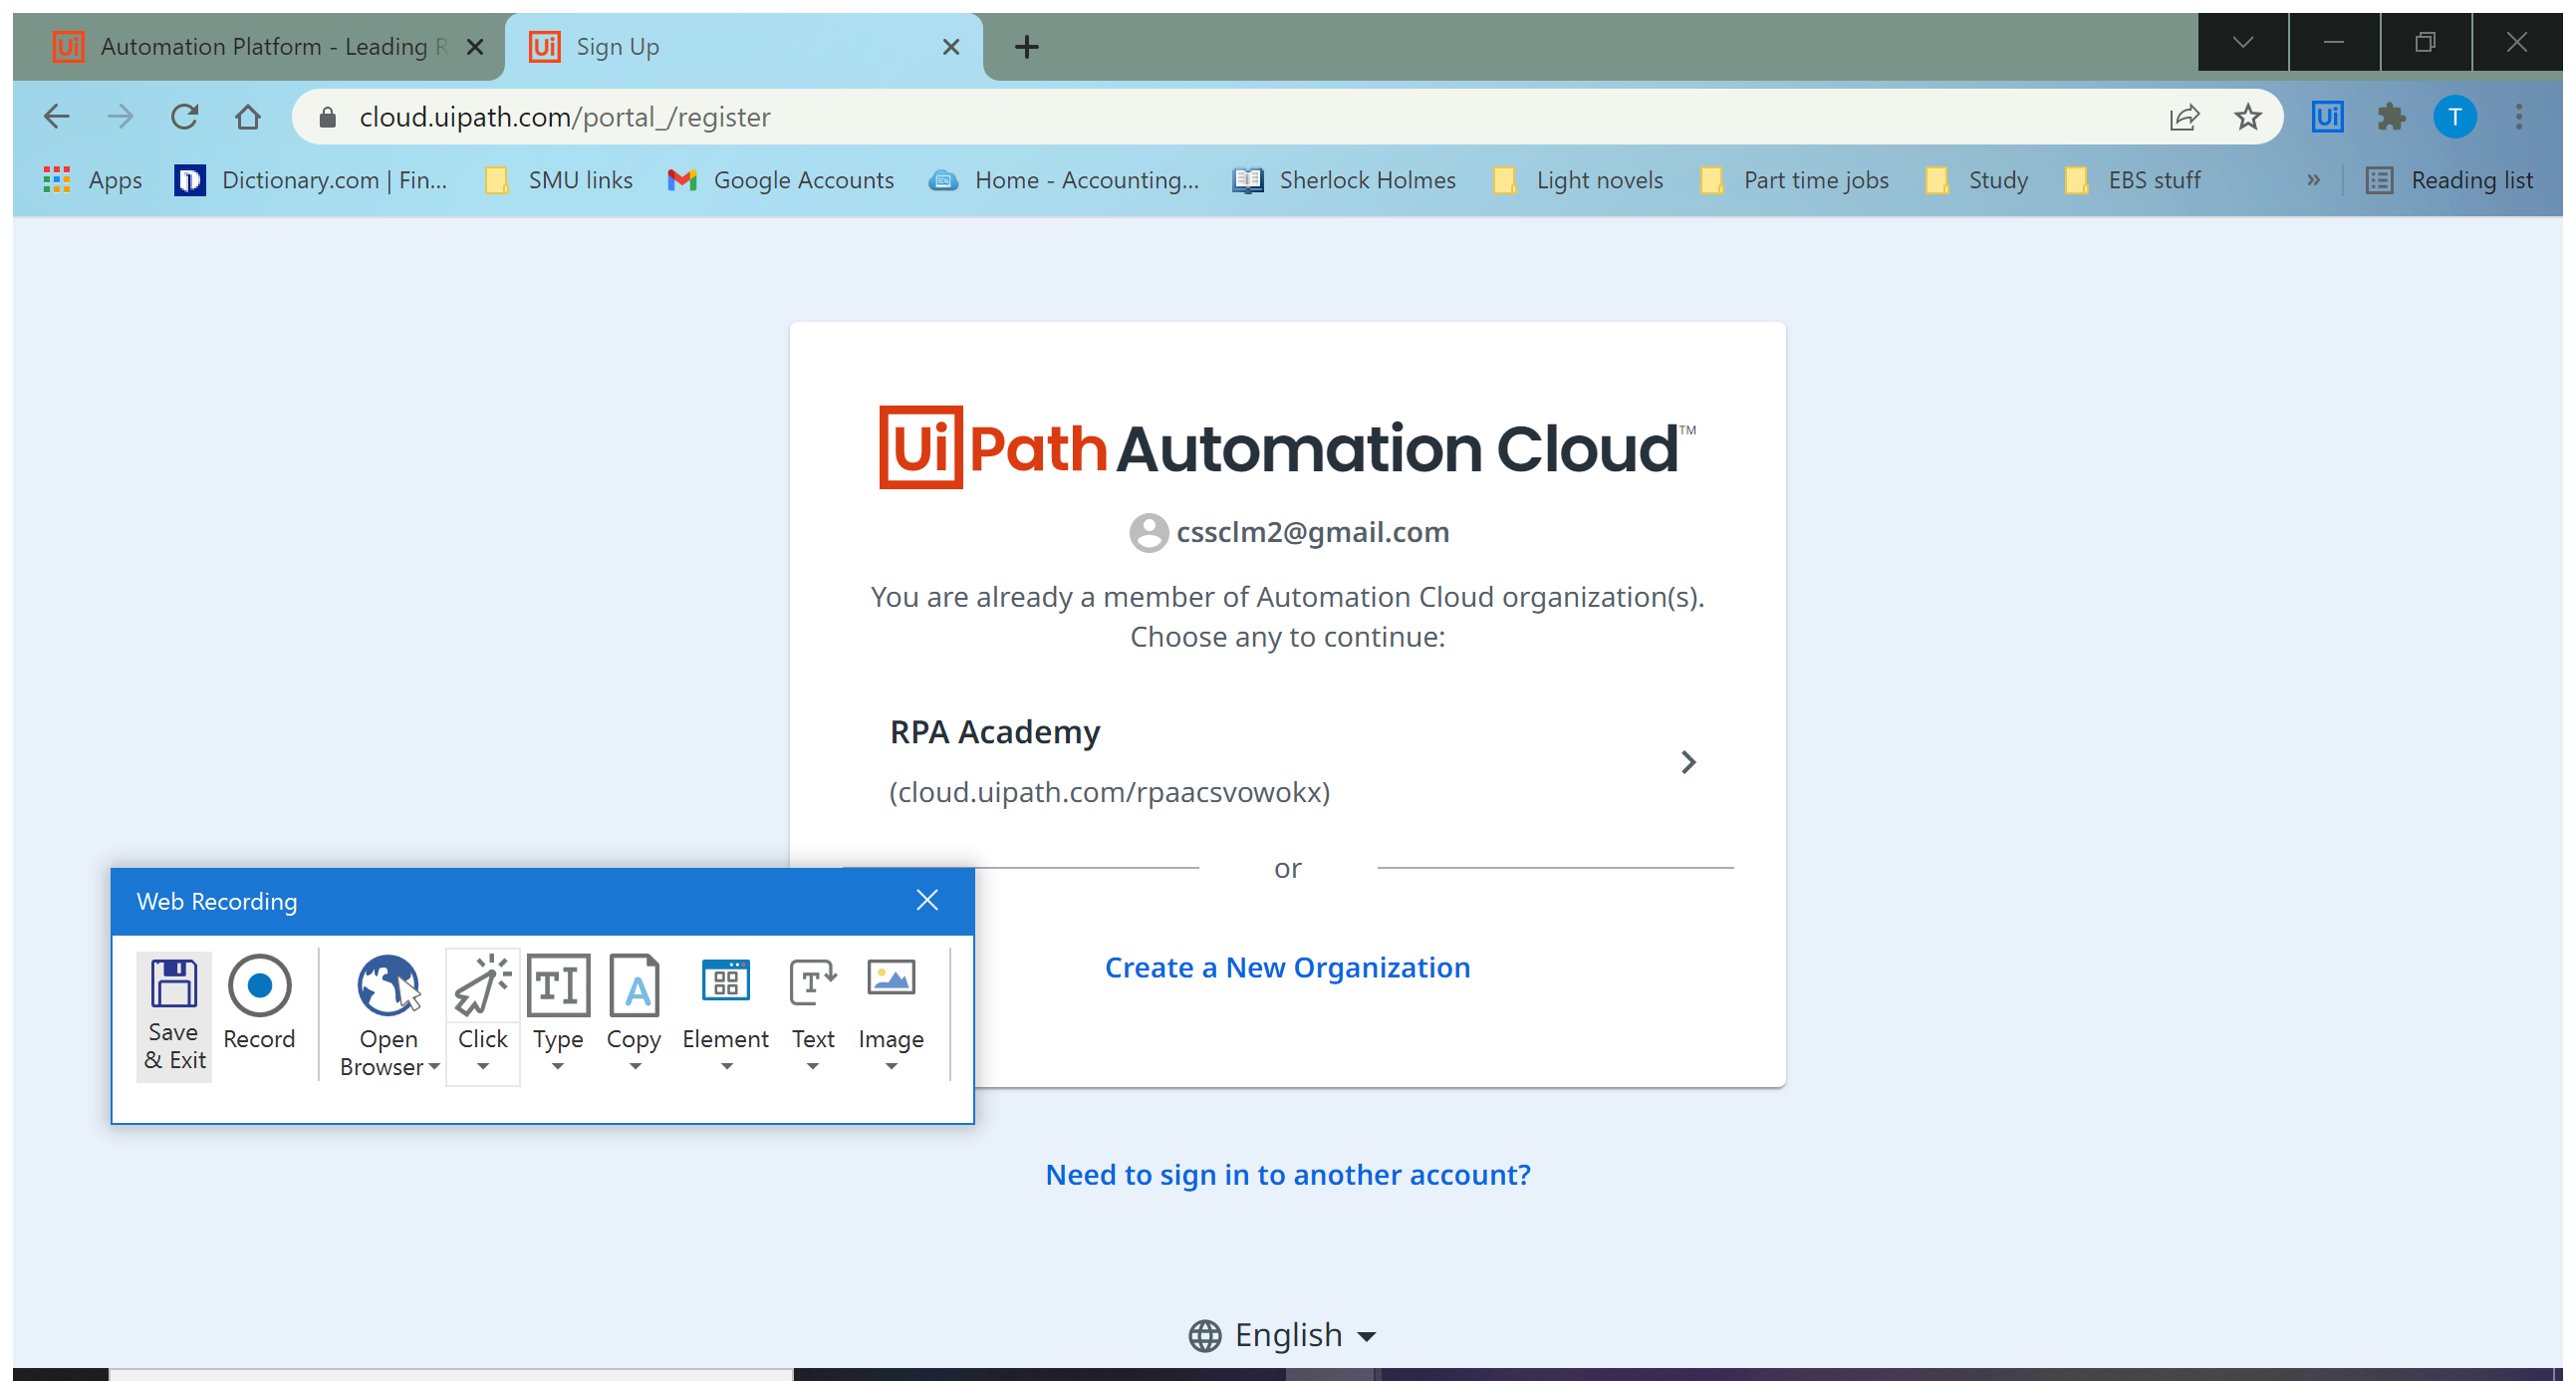 Ui Automation Platform - Leading R
Ui Sign Up
cloud.uipath.com/portal_/register
Ui
T
Apps
Dictionary.com | Fin...
SMU links
Google Accounts
Home - Accounting...
Sherlock Holmes
Light novels
Part time jobs
Study
EBS stuff
»
Reading list
UiPath Automation Cloud™
cssclm2@gmail.com
You are already a member of Automation Cloud organization(s).
Choose any to continue:
RPA Academy
(cloud.uipath.com/rpaacsvowokx)
or
Create a New Organization
Web Recording
Save
& Exit
Record
Open
Browser
Click
Type
Copy
Element
Text
Image
Need to sign in to another account?
English